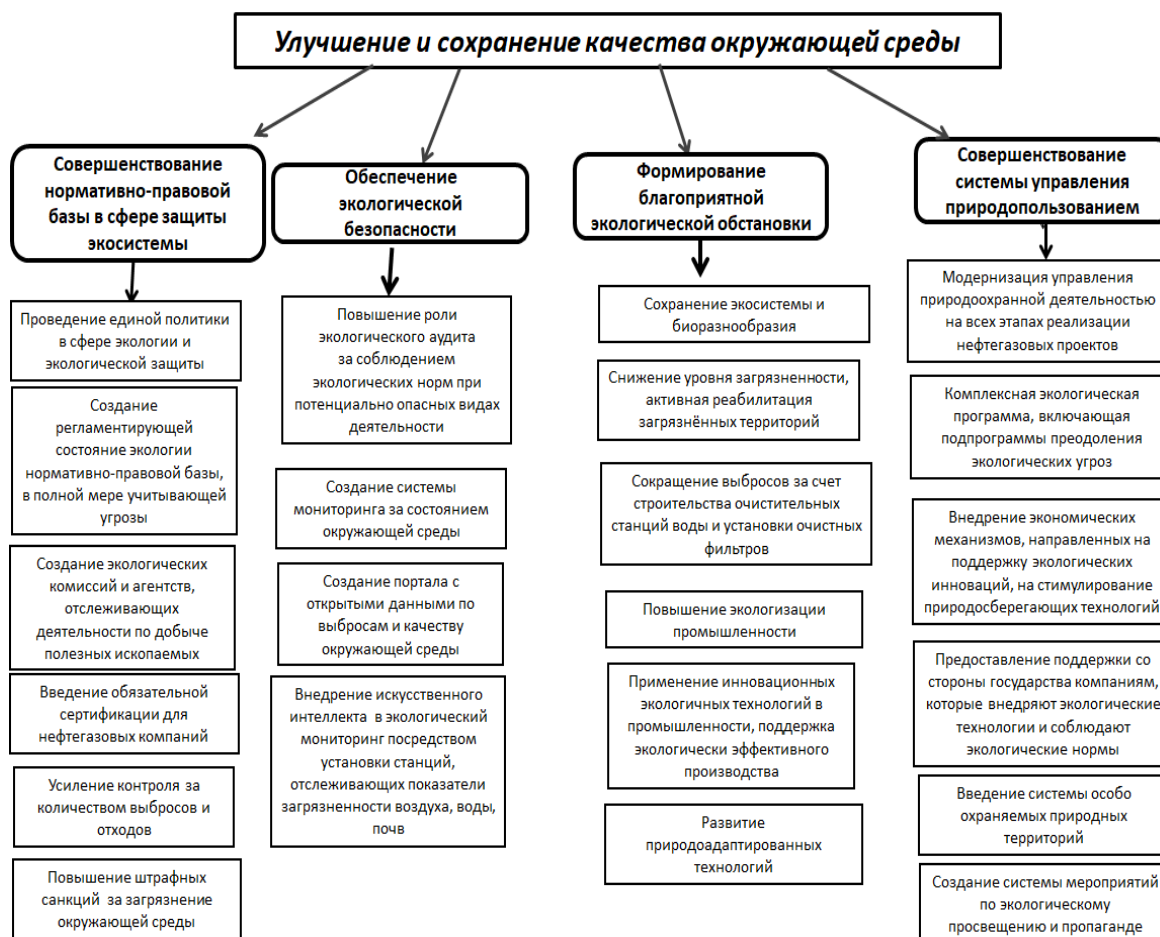 Улучшение и сохранение качества окружающей среды
Совершенствование
нормативно-правовой
базы в сфере защиты
экосистемы
Проведение единой политики
в сфере экологии и
экологической защиты
Создание
регламентирующей
состояние экологии
нормативно-правовой базы,
в полной мере учитывающей
угрозы
Создание экологических
комиссий и агентств,
отслеживающих
деятельности по добыче
полезных ископаемых
Введение обязательной
сертификации для
нефтегазовых компаний
Усиление контроля за
количеством выбросов и
отходов
Повышение штрафных
санкций за загрязнение
окружающей среды
Обеспечение
экологической
безопасности
Повышение роли
экологического аудита
за соблюдением
экологических норм при
потенциально опасных видах
деятельности
Создание системы
мониторинга за состоянием
окружающей среды
Создание портала с
открытыми данными по
выбросам и качеству
окружающей среды
Внедрение искусственного
интеллекта в экологический
мониторинг посредством
установки станций,
отслеживающих показатели
загрязненности воздуха, воды,
почв
Формирование
благоприятной
экологической обстановки
Сохранение экосистемы и
биоразнообразия
Снижение уровня загрязненности,
активная реабилитация
загрязнённых территорий
Сокращение выбросов за счет
строительства очистительных
станций воды и установки очистных
фильтров
Повышение экологизации
промышленности
Применение инновационных
экологичных технологий в
промышленности, поддержка
экологически эффективного
производства
Развитие
природоадаптированных
технологий
Совершенствование
системы управления
природопользованием
Модернизация управления
природоохранной деятельностью
на всех этапах реализации
нефтегазовых проектов
Комплексная экологическая
программа, включающая
подпрограммы преодоления
экологических угроз
Внедрение экономических
механизмов, направленных на
поддержку экологических
инноваций, на стимулирование
природосберегающих технологий
Предоставление поддержки со
стороны государства компаниям,
которые внедряют экологические
технологии и соблюдают
экологические нормы
Введение системы особо
охраняемых природных
территорий
Создание системы мероприятий
по экологическому
просвещению и пропаганде